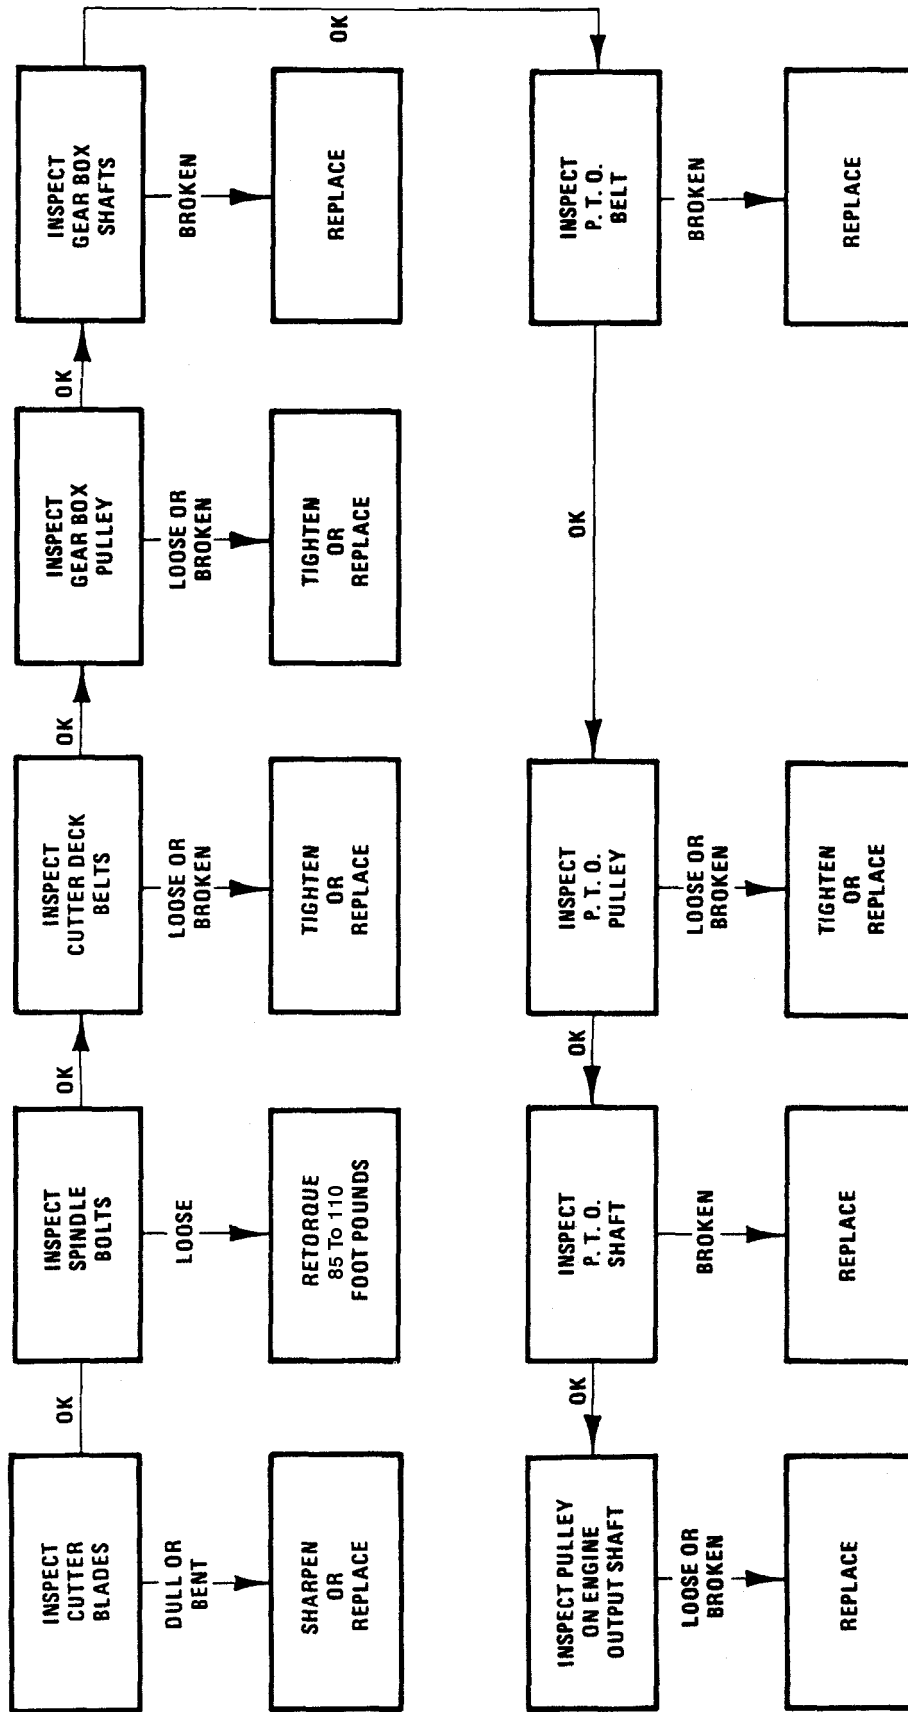 INSPECT
CUTTER
BLADES
OK
INSPECT
SPINDLE
BOLTS
OK
INSPECT
CUTTER DECK
BELTS
OK
INSPECT
GEAR BOX
PULLEY
OK
INSPECT
GEAR BOX
SHAFTS
OK
DULL OR
BENT
LOOSE
LOOSE OR
BROKEN
LOOSE OR
BROKEN
BROKEN
SHARPEN
OR
REPLACE
RETORQUE
85 To 110
FOOT POUNDS
TIGHTEN
OR
REPLACE
TIGHTEN
OR
REPLACE
REPLACE
INSPECT PULLEY
ON ENGINE
OUTPUT SHAFT
OK
INSPECT
P. T. O.
SHAFT
OK
INSPECT
P. T. O.
PULLEY
OK
INSPECT
P. T. O.
BELT
LOOSE OR
BROKEN
BROKEN
LOOSE OR
BROKEN
BROKEN
REPLACE
REPLACE
TIGHTEN
OR
REPLACE
REPLACE